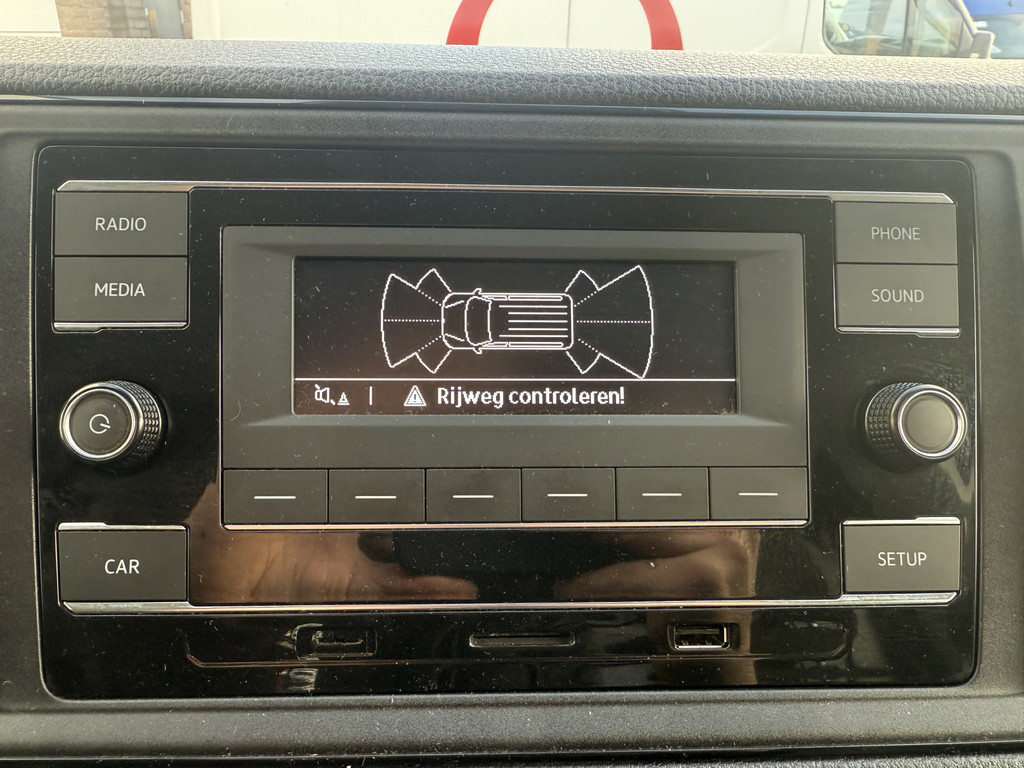 RADIO
PHONE
MEDIA
SOUND
Rijweg controleren!
CAR
SETUP